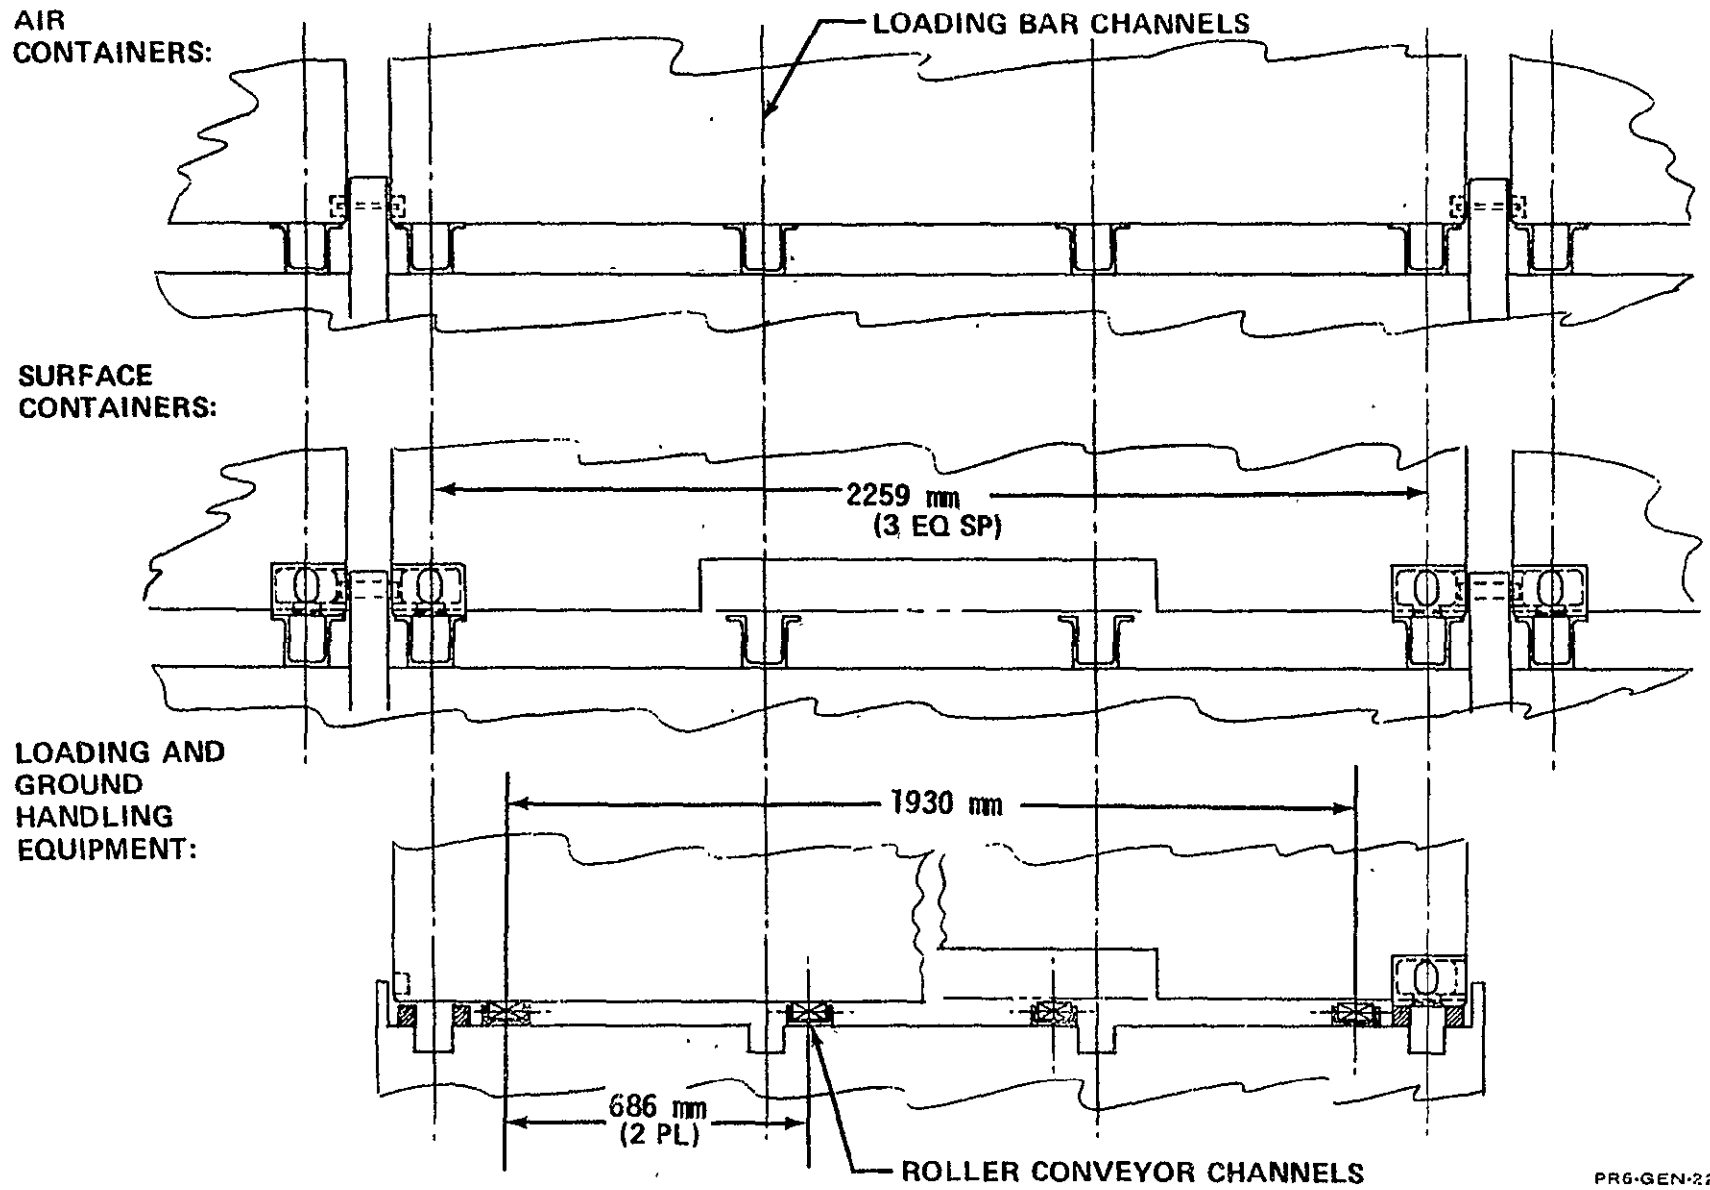 AIR
CONTAINERS:
LOADING BAR CHANNELS
SURFACE
CONTAINERS:
2259 mm
(3 EQ SP)
LOADING AND
GROUND
HANDLING
EQUIPMENT:
1930 mm
686 mm
(2 PL)
ROLLER CONVEYOR CHANNELS